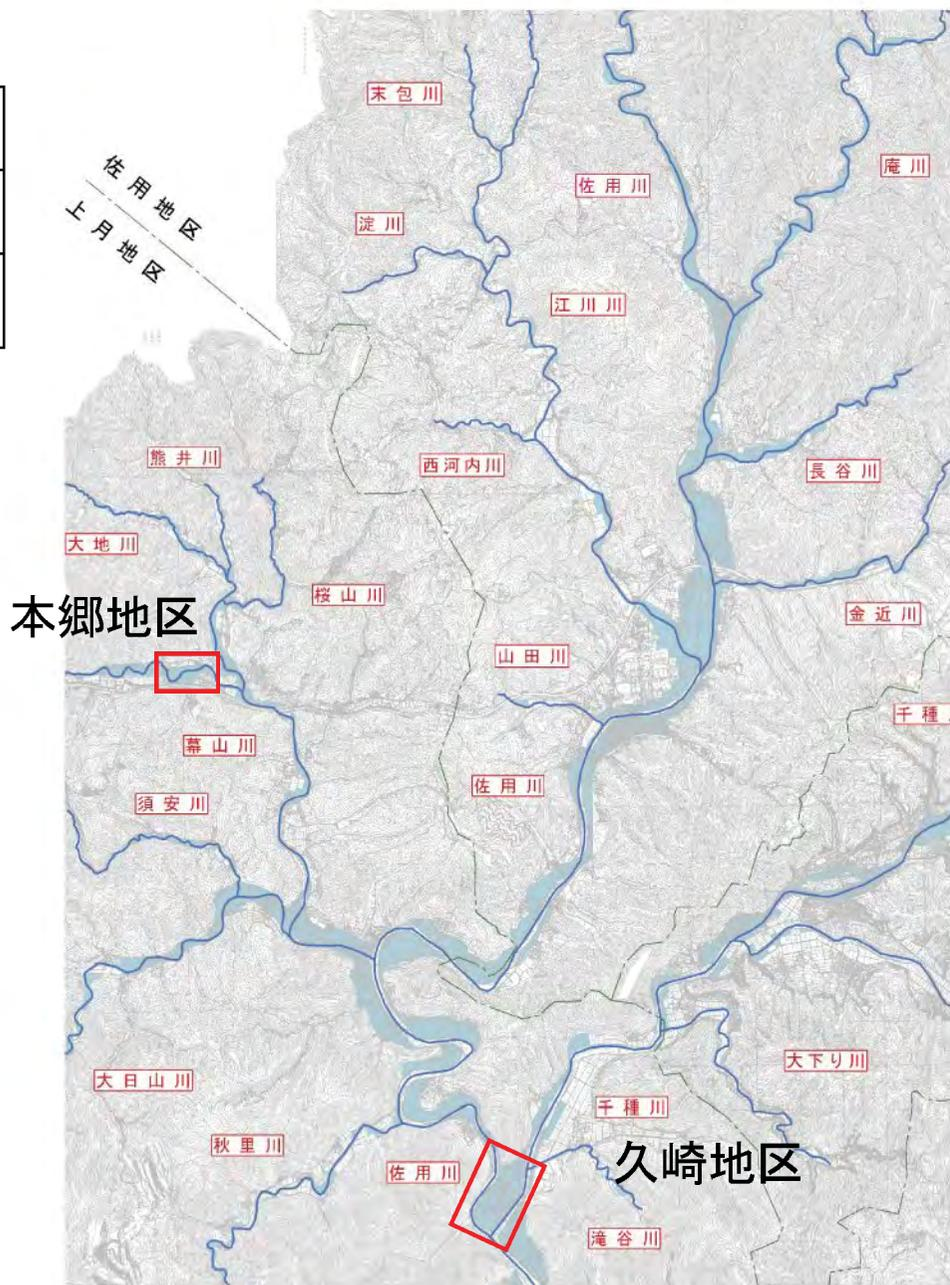 末包川
佐用川
庵川
佐用地区
上月地区
淀川
江川川
熊井川
西河内川
長谷川
大地川
桜山川
本郷地区
金近川
山田川
千種
幕山川
佐用川
須安川
大下り川
大日山川
千種川
秋里川
久崎地区
佐用川
滝谷川